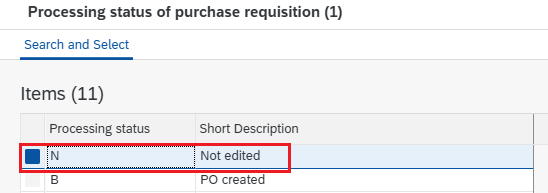 Processing status of purchase requisition (1)
Search and Select
Items (11)
Processing status Short Description
N Not edited
B PO created